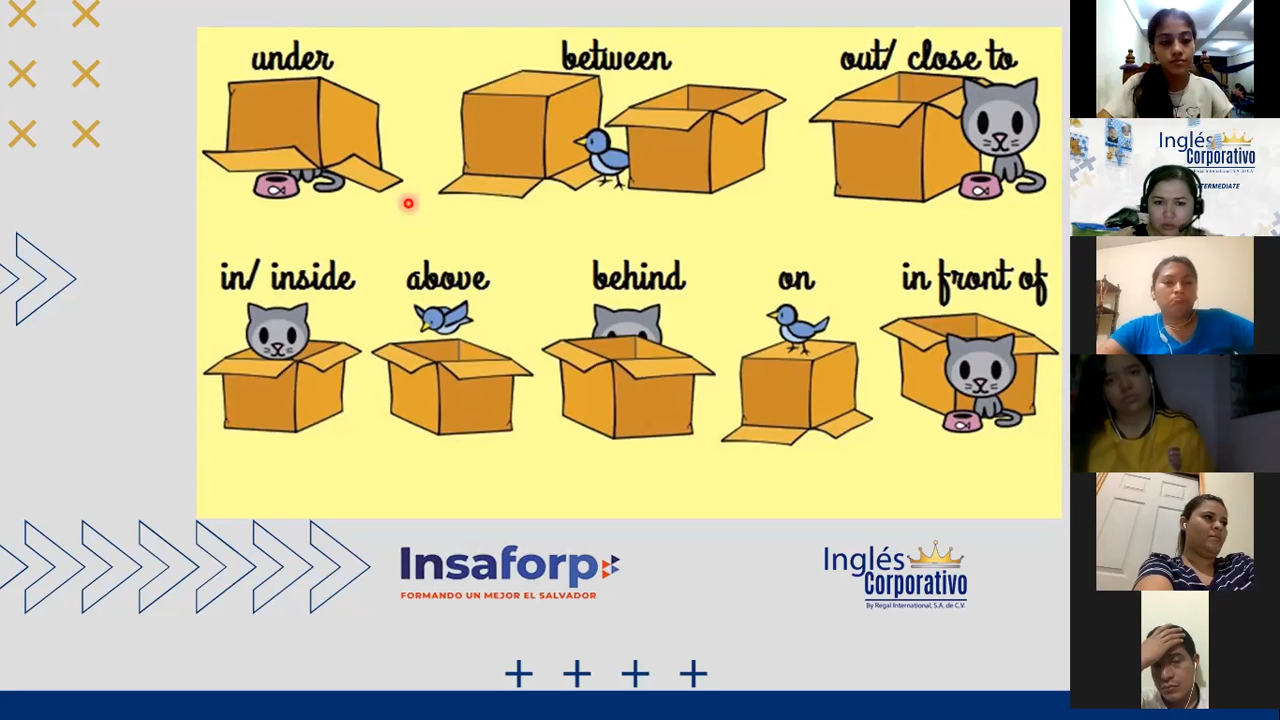 under
between
out/ close to
in/ inside
above
behind
on
in front of
Insaforp
FORMANDO UN MEJOR EL SALVADOR
Inglés
Corporativo
By Regal International, S.A. de C.V.
Inglés
Corporativo